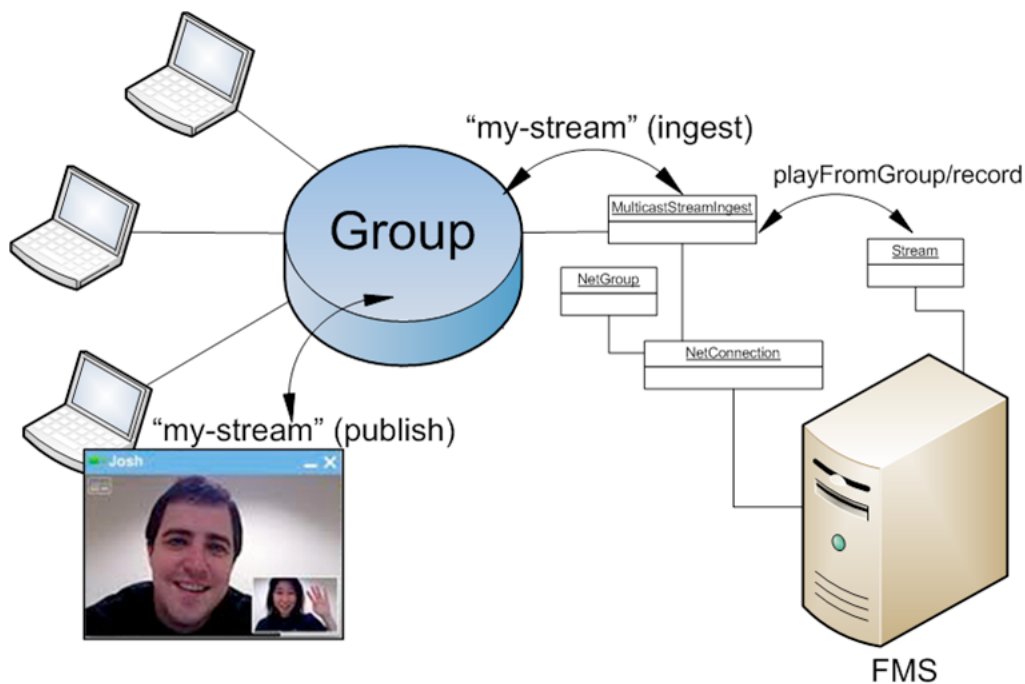 “my-stream” (ingest)
playFromGroup/record
MulticastStreamIngest
Group
Stream
NetGroup
NetConnection
“my-stream” (publish)
Josh
FMS